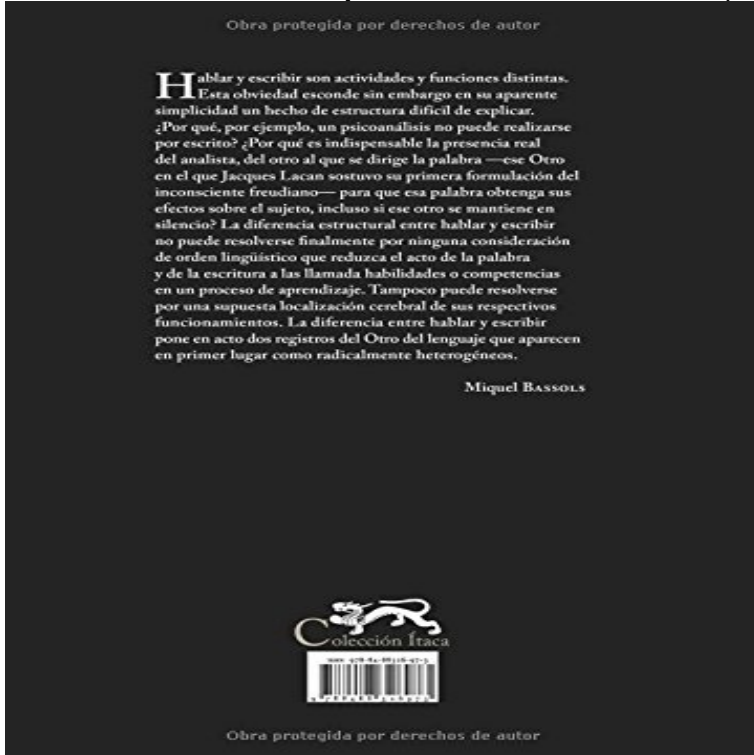 Obra protegida por derechos de autor
Hablar y escribir son actividades y funciones distintas.
Esta obviedad esconde sin embargo en su aparente
simplicidad un hecho de estructura difícil de explicar.
¿Por qué, por ejemplo, un psicoanálisis no puede realizarse
por escrito? ¿Por qué es indispensable la presencia real
del analista, del otro al que se dirige la palabra —ese Otro
en el que Jacques Lacan sostuvo su primera formulación del
inconsciente freudiano— para que esa palabra obtenga sus
efectos sobre el sujeto, incluso si ese otro se mantiene en
silencio? La diferencia estructural entre hablar y escribir
no puede resolverse finalmente por ninguna consideración
de orden lingüístico que reduzca el acto de la palabra
y de la escritura a las llamada habilidades o competencias
en un proceso de aprendizaje. Tampoco puede resolverse
por una supuesta localización cerebral de sus respectivos
funcionamientos. La diferencia entre hablar y escribir
pone en acto dos registros del Otro del lenguaje que aparecen
en primer lugar como radicalmente heterogéneos.
Miquel BASSOLS
Colección Ítaca
Obra protegida por derechos de autor